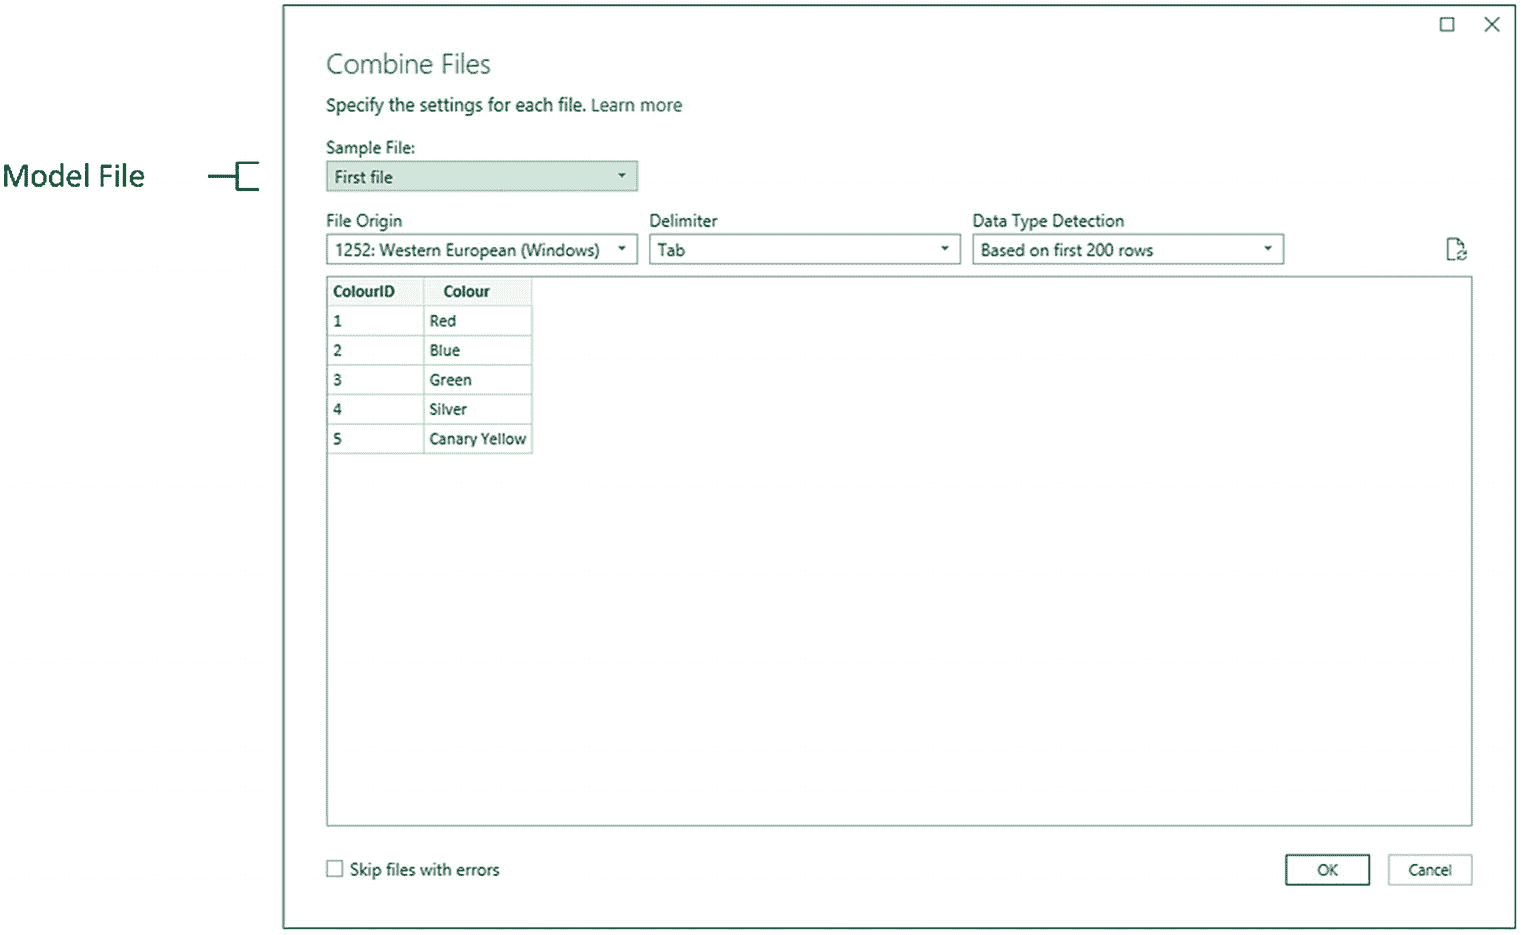 Combine Files
Specify the settings for each file. Learn more
Sample File:
Model File
First file
File Origin Delimiter Data Type Detection
1252: Western European (Windows) Tab Based on first 200 rows
ColourID Colour
1 Red
2 Blue
3 Green
4 Silver
5 Canary Yellow
Skip files with errors OK Cancel